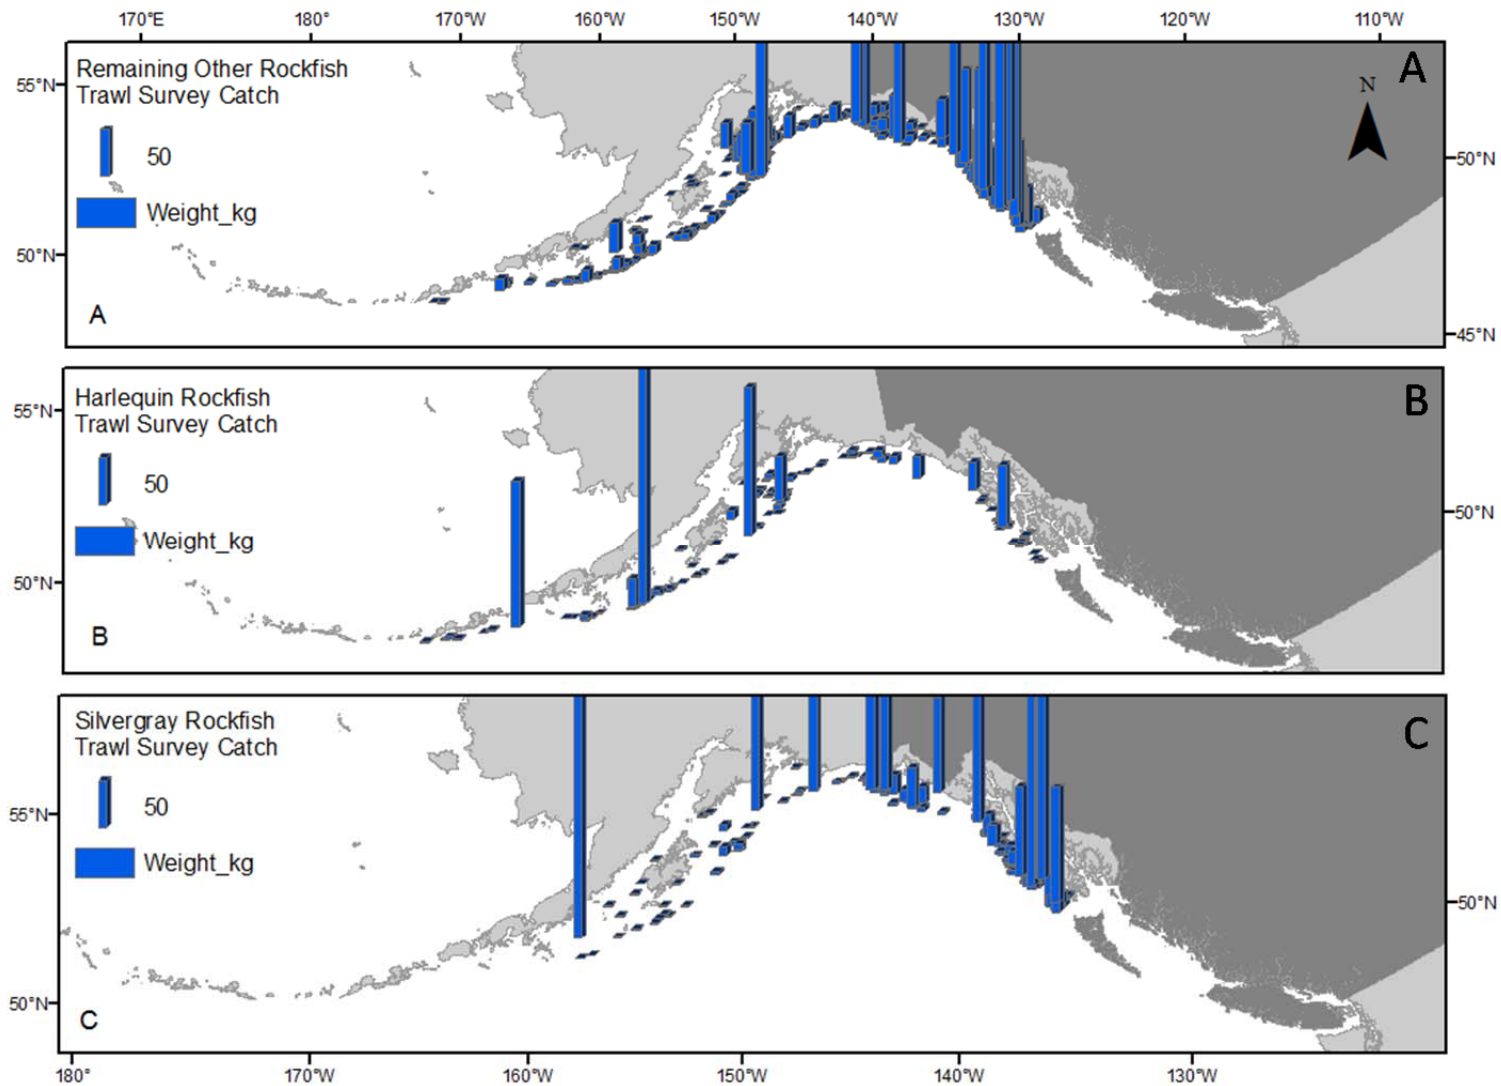 170°E 180° 170°W 160°W 150°W 140°W 130°W 120°W 110°W
Remaining Other Rockfish
Trawl Survey Catch
50
Weight_kg
A
A
N
55°N
50°N
50°N
45°N
Harlequin Rockfish
Trawl Survey Catch
50
Weight_kg
B
B
55°N
50°N
50°N
Silvergray Rockfish
Trawl Survey Catch
50
Weight_kg
C
C
55°N
50°N
50°N
180° 170°W 160°W 150°W 140°W 130°W